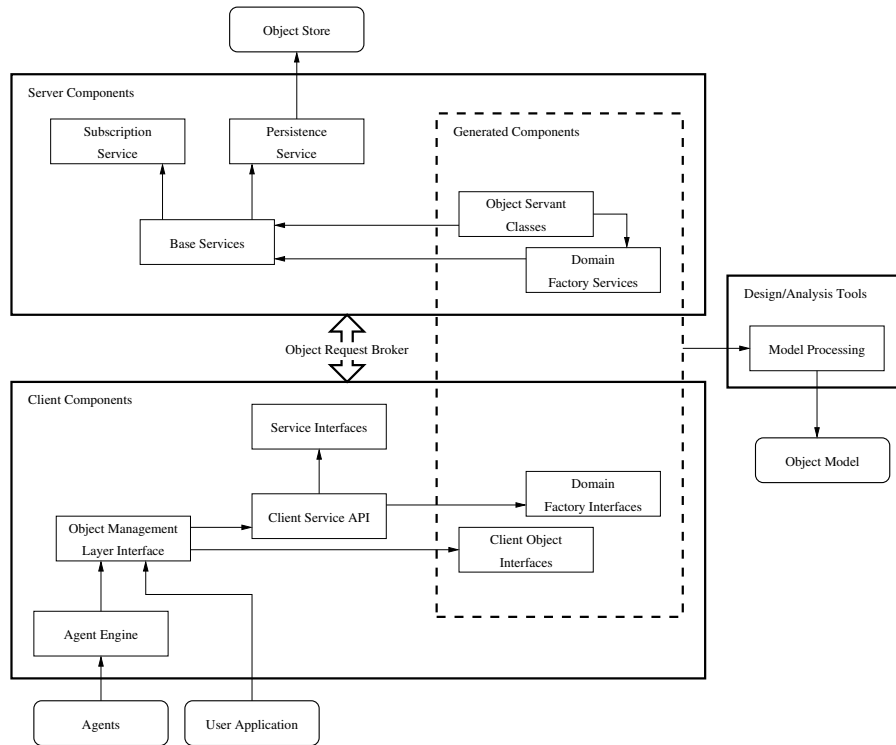 Object Store
Server Components
Subscription
Service
Persistence
Service
Generated Components
Object Servant
Classes
Base Services
Domain
Factory Services
Design/Analysis Tools
Model Processing
Object Request Broker
Client Components
Service Interfaces
Object Model
Domain
Factory Interfaces
Client Service API
Object Management
Layer Interface
Client Object
Interfaces
Agent Engine
Agents
User Application